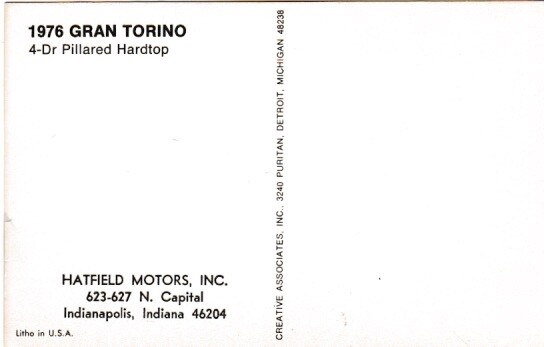 1976 GRAN TORINO
4-Dr Pillared Hardtop
HATFIELD MOTORS, INC.
623-627 N. Capital
Indianapolis, Indiana 46204
Litho in U.S.A.
CREATIVE ASSOCIATES, INC., 3240 PURITAN, DETROIT, MICHIGAN 48238